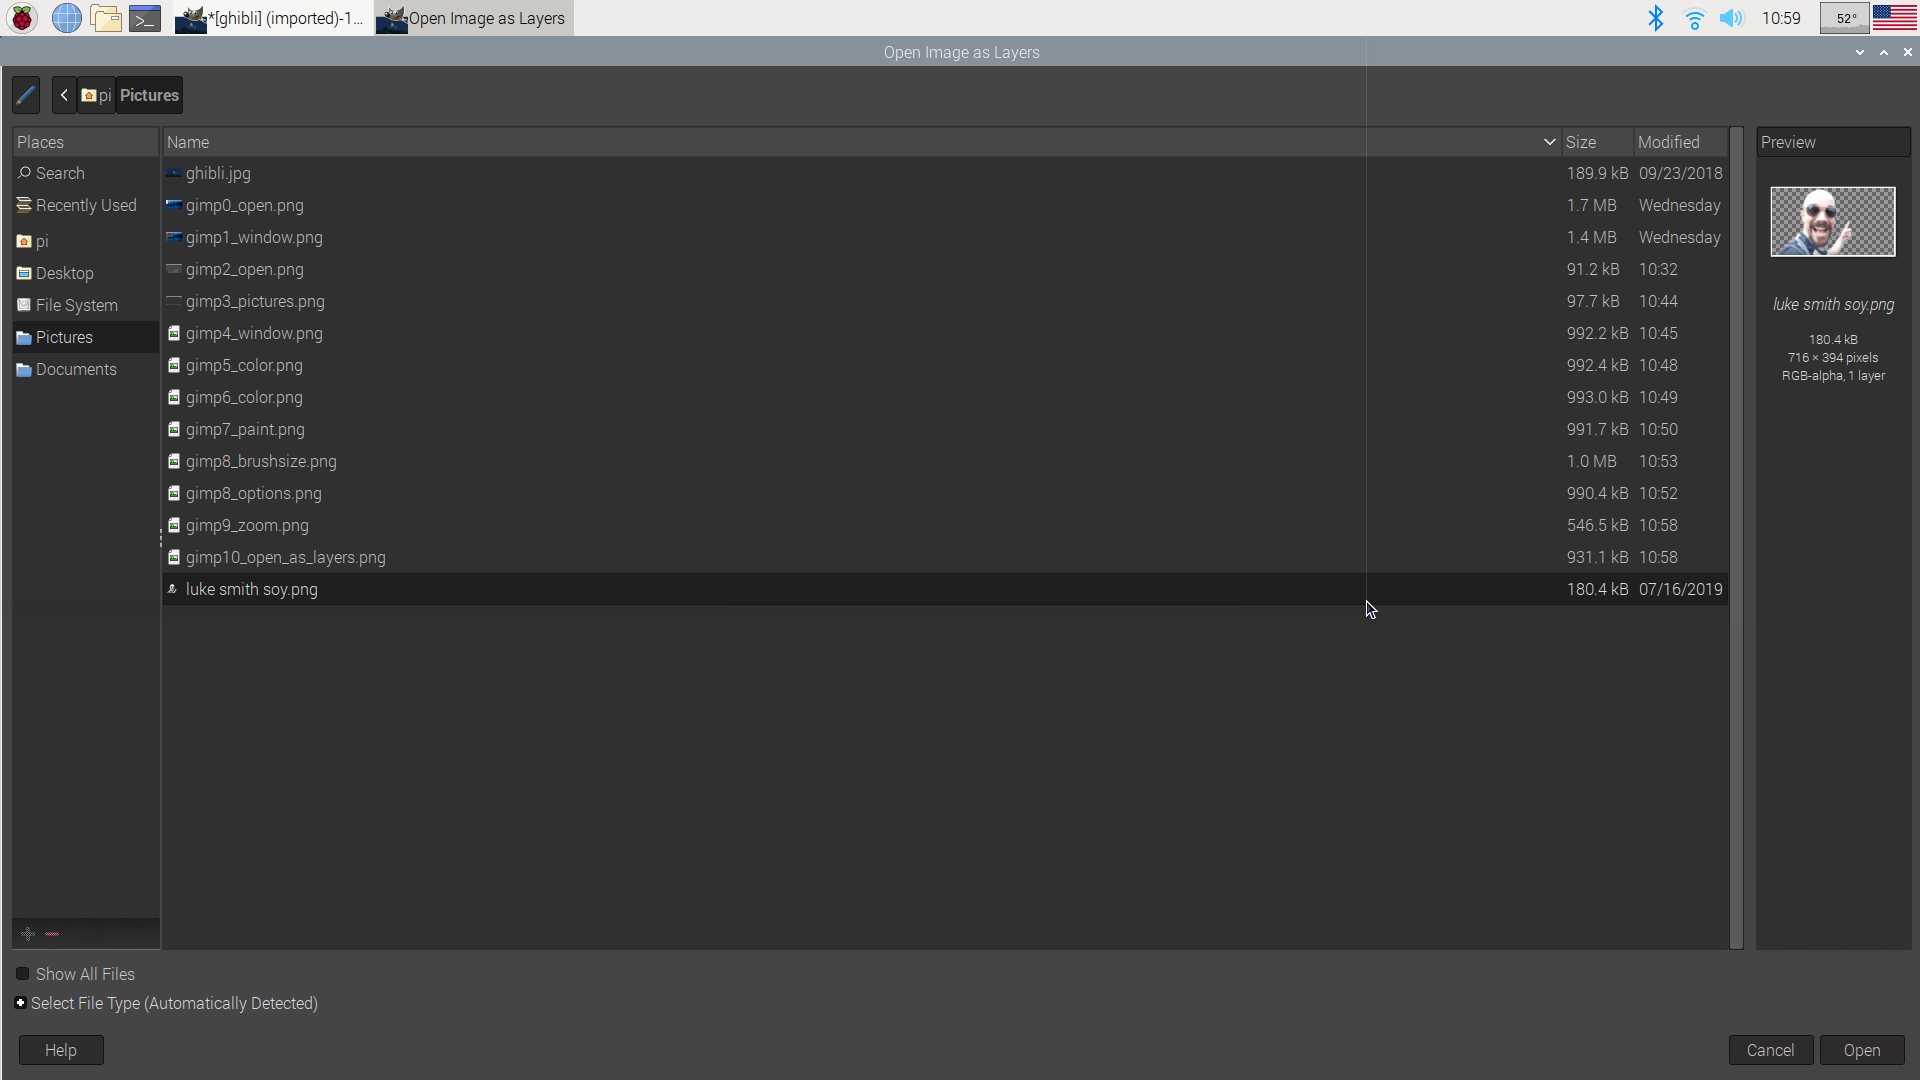 *[ghibli] (imported)-1... Open Image as Layers 10:59 52°
Open Image as Layers
pi Pictures
Places Name Size Modified Preview
Search ghibli.jpg 189.9 kB 09/23/2018
Recently Used gimp0_open.png 1.7 MB Wednesday
pi gimp1_window.png 1.4 MB Wednesday
Desktop gimp2_open.png 91.2 kB 10:32
File System gimp3_pictures.png 97.7 kB 10:44
luke smith soy.png
Pictures gimp4_window.png 992.2 kB 10:45
180.4 kB
716 × 394 pixels
Documents gimp5_color.png 992.4 kB 10:48
RGB-alpha, 1 layer
gimp6_color.png 993.0 kB 10:49
gimp7_paint.png 991.7 kB 10:50
gimp8_brushsize.png 1.0 MB 10:53
gimp8_options.png 990.4 kB 10:52
gimp9_zoom.png 546.5 kB 10:58
gimp10_open_as_layers.png 931.1 kB 10:58
luke smith soy.png 180.4 kB 07/16/2019
Show All Files
Select File Type (Automatically Detected)
Help Cancel Open